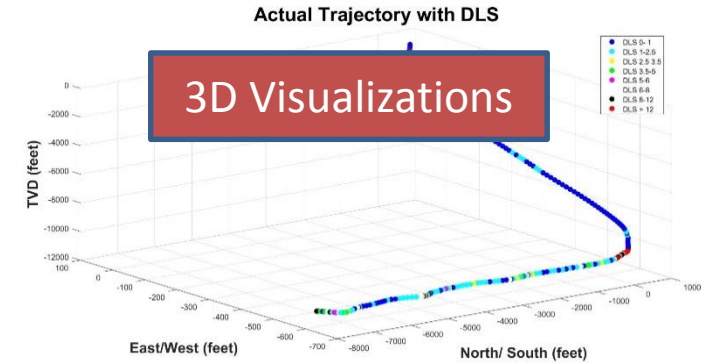 Actual Trajectory with DLS
DLS 0- 1
DLS 1-2.5
DLS 2.5 3.5
DLS 3.5-5
DLS 5-6
DLS 6-8
DLS 8-12
DLS > 12
3D Visualizations
TVD (feet)
0
-2000
-4000
-6000
-8000
-10000
-12000
100
0
-100
-200
-300
-400
-500
-600
-700
East/West (feet)
-8000
-7000
-6000
-5000
-4000
-3000
-2000
-1000
0
1000
North/ South (feet)